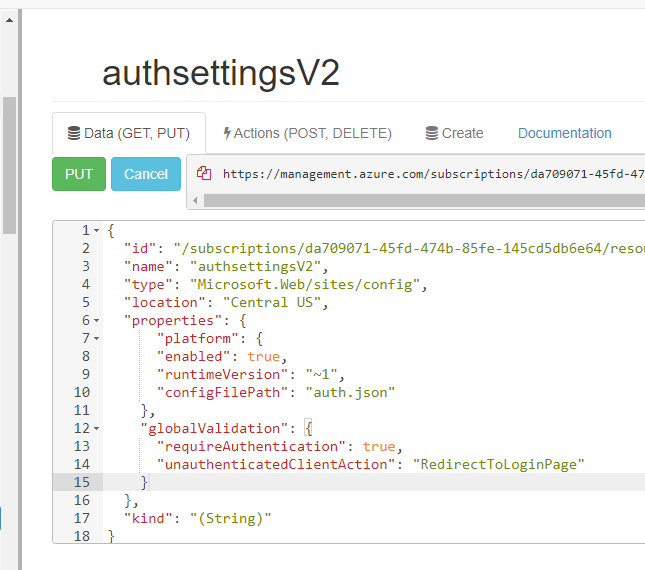 authsettingsV2
Data (GET, PUT) Actions (POST, DELETE) Create Documentation
PUT Cancel https://management.azure.com/subscriptions/da709071-45fd-47
1 {
2 "id": "/subscriptions/da709071-45fd-474b-85fe-145cd5db6e64/resou
3 "name": "authsettingsV2",
4 "type": "Microsoft.Web/sites/config",
5 "location": "Central US",
6 "properties": {
7 "platform": {
8 "enabled": true,
9 "runtimeVersion": "~1",
10 "configFilePath": "auth.json"
11 },
12 "globalValidation": {
13 "requireAuthentication": true,
14 "unauthenticatedClientAction": "RedirectToLoginPage"
15 }
16 },
17 "kind": "(String)"
18 }